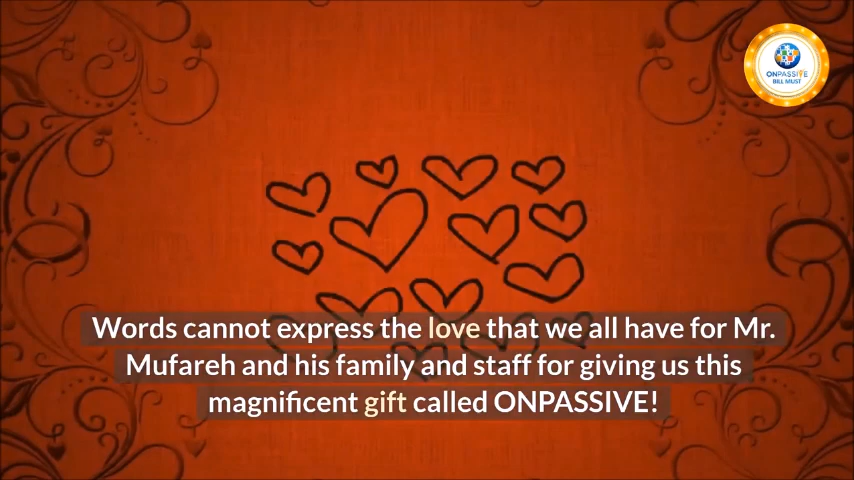 ONPASSIVE
BILL MUST
Words cannot express the love that we all have for Mr.
Mufareh and his family and staff for giving us this
magnificent gift called ONPASSIVE!